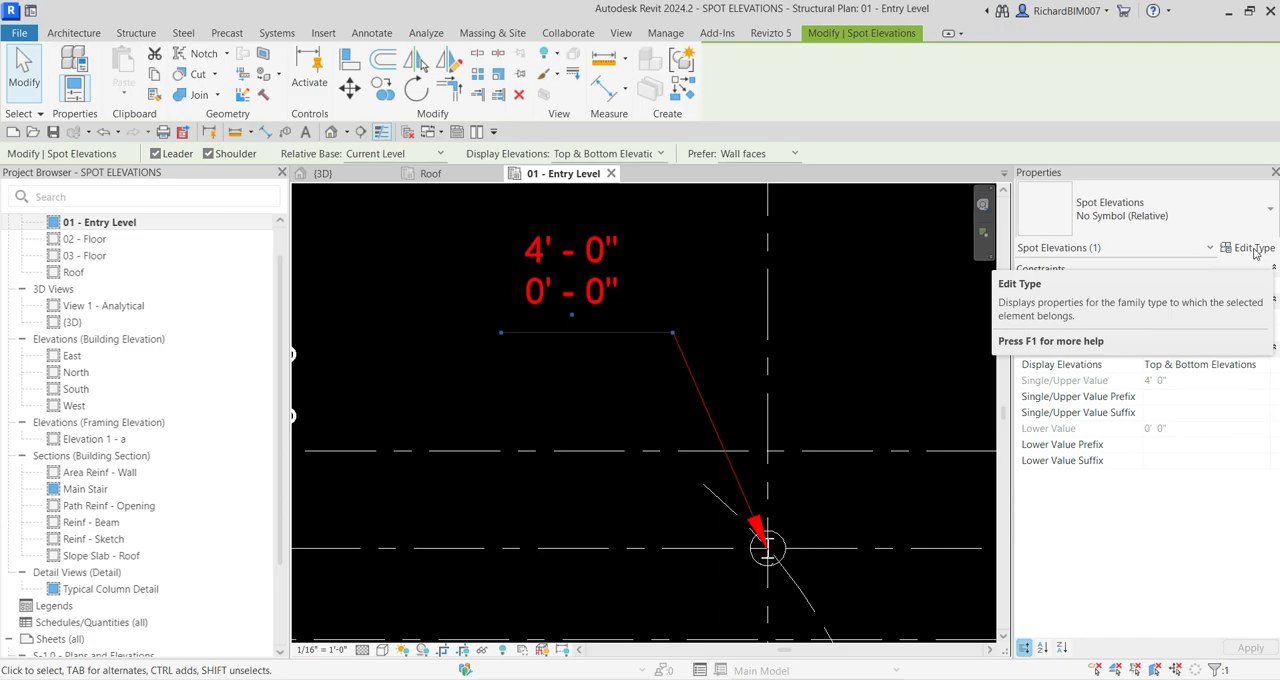 R
Autodesk Revit 2024.2 - SPOT ELEVATIONS - Structural Plan: 01 - Entry Level
RichardBIM007
File Architecture Structure Steel Precast Systems Insert Annotate Analyze Massing & Site Collaborate View Manage Add-Ins Revizto 5 Modify | Spot Elevations
Modify Paste Notch Cut Join Activate
Select Properties Clipboard Geometry Controls Modify View Measure Create
Modify | Spot Elevations Leader Shoulder Relative Base: Current Level Display Elevations: Top & Bottom Elevatic Prefer: Wall faces
Project Browser - SPOT ELEVATIONS
Search
01 - Entry Level
02 - Floor
03 - Floor
Roof
3D Views
View 1 - Analytical
{3D}
Elevations (Building Elevation)
East
North
South
West
Elevations (Framing Elevation)
Elevation 1 - a
Sections (Building Section)
Area Reinf - Wall
Main Stair
Path Reinf - Opening
Reinf - Beam
Reinf - Sketch
Slope Slab - Roof
Detail Views (Detail)
Typical Column Detail
Legends
Schedules/Quantities (all)
Sheets (all)
S-1.0 - Plans and Elevations
{3D} Roof 01 - Entry Level
4' - 0"
0' - 0"
1/16" = 1'-0"
Properties
Spot Elevations
No Symbol (Relative)
Spot Elevations (1) Edit Type
Constraints
Edit Type
Displays properties for the family type to which the selected
element belongs.
Press F1 for more help
Display Elevations Top & Bottom Elevations
Single/Upper Value 4' 0"
Single/Upper Value Prefix
Single/Upper Value Suffix
Lower Value 0' 0"
Lower Value Prefix
Lower Value Suffix
Apply
Click to select, TAB for alternates, CTRL adds, SHIFT unselects.
:0 Main Model :1